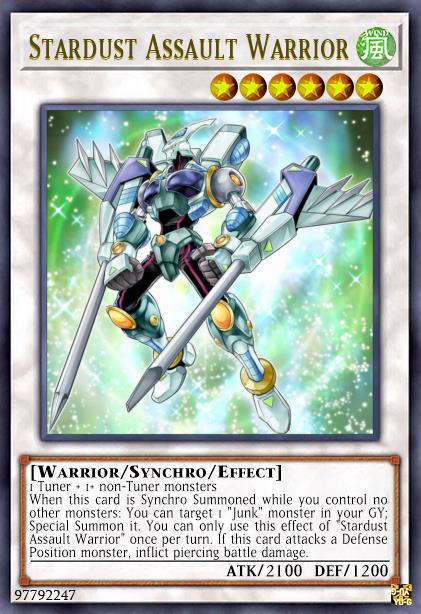 Stardust Assault Warrior
WIND
風
[Warrior/Synchro/Effect]
1 Tuner + 1+ non-Tuner monsters
When this card is Synchro Summoned while you control no
other monsters: You can target 1 "Junk" monster in your GY;
Special Summon it. You can only use this effect of "Stardust
Assault Warrior" once per turn. If this card attacks a Defense
Position monster, inflict piercing battle damage.
ATK/2100 DEF/1200
97792247